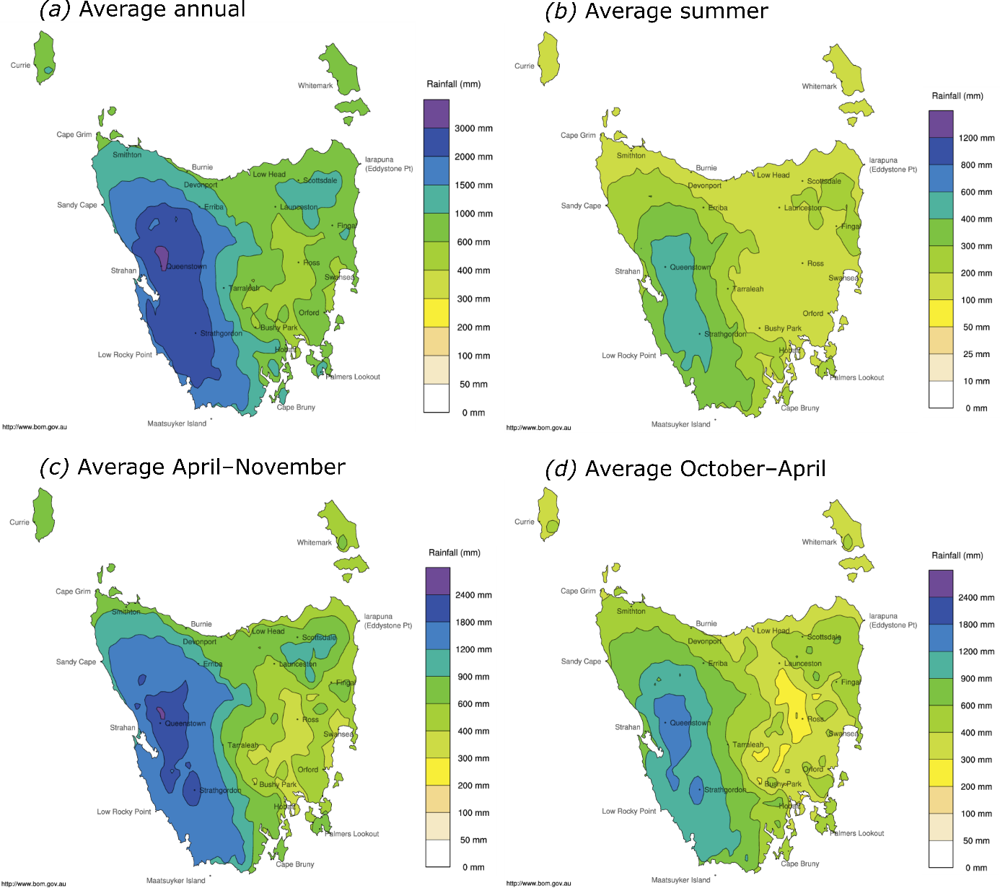 (a) Average annual
Currie
Whitemark
Cape Grim
Smithton
Burnie
Low Head
Devonport
Scottsdale
larapuna
(Eddystone Pt)
Sandy Cape
Erriba
Launceston
Fingal
Queenstown
Ross
Strahan
Swansea
Tarraleah
Orford
Bushy Park
Strathgordon
Hobart
Low Rocky Point
Palmers Lookout
Cape Bruny
Maatsuyker Island
http://www.bom.gov.au
Rainfall (mm)
3000 mm
2000 mm
1500 mm
1000 mm
600 mm
400 mm
300 mm
200 mm
100 mm
50 mm
0 mm
(b) Average summer
Currie
Whitemark
Cape Grim
Smithton
Burnie
Low Head
Devonport
Scottsdale
larapuna
(Eddystone Pt)
Sandy Cape
Erriba
Launceston
Fingal
Queenstown
Ross
Strahan
Swansea
Tarraleah
Orford
Bushy Park
Strathgordon
Hobart
Low Rocky Point
Palmers Lookout
Cape Bruny
Maatsuyker Island
http://www.bom.gov.au
Rainfall (mm)
1200 mm
800 mm
600 mm
400 mm
300 mm
200 mm
100 mm
50 mm
25 mm
10 mm
0 mm
(c) Average April–November
Currie
Whitemark
Cape Grim
Smithton
Burnie
Low Head
Devonport
Scottsdale
larapuna
(Eddystone Pt)
Sandy Cape
Erriba
Launceston
Fingal
Queenstown
Ross
Strahan
Swansea
Tarraleah
Orford
Bushy Park
Strathgordon
Hobart
Low Rocky Point
Palmers Lookout
Cape Bruny
Maatsuyker Island
http://www.bom.gov.au
Rainfall (mm)
2400 mm
1800 mm
1200 mm
900 mm
600 mm
400 mm
300 mm
200 mm
100 mm
50 mm
0 mm
(d) Average October–April
Currie
Whitemark
Cape Grim
Smithton
Burnie
Low Head
Devonport
Scottsdale
larapuna
(Eddystone Pt)
Sandy Cape
Erriba
Launceston
Fingal
Queenstown
Ross
Strahan
Swansea
Tarraleah
Orford
Bushy Park
Strathgordon
Hobart
Low Rocky Point
Palmers Lookout
Cape Bruny
Maatsuyker Island
http://www.bom.gov.au
Rainfall (mm)
2400 mm
1800 mm
1200 mm
900 mm
600 mm
400 mm
300 mm
200 mm
100 mm
50 mm
0 mm